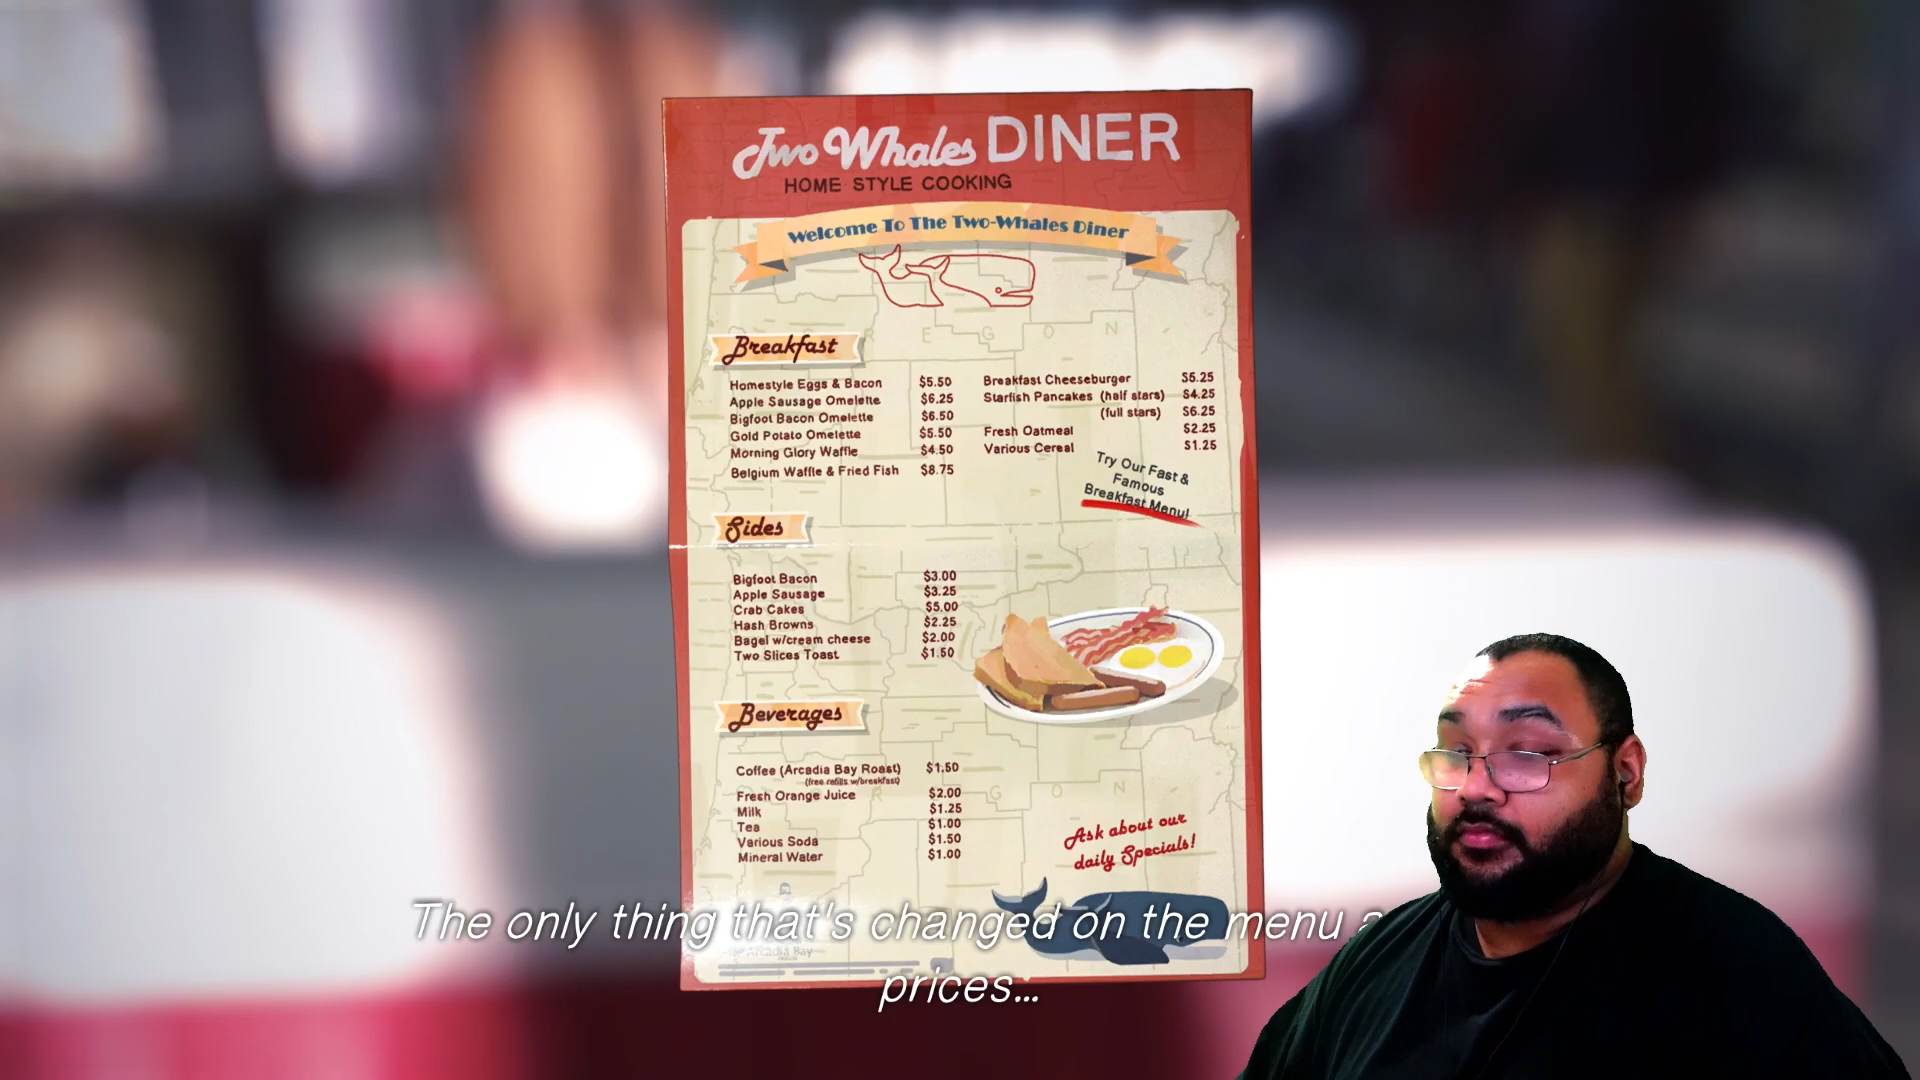 Two Whales DINER
HOME STYLE COOKING
Welcome To The Two-Whales Diner
E G O N
Breakfast
Homestyle Eggs & Bacon $5.50
Apple Sausage Omelette $6.25
Bigfoot Bacon Omelette $6.50
Gold Potato Omelette $5.50
Morning Glory Waffle $4.50
Belgium Waffle & Fried Fish $8.75
Breakfast Cheeseburger $5.25
Starfish Pancakes (half stars) $4.25
(full stars) $6.25
Fresh Oatmeal $2.25
Various Cereal $1.25
Try Our Fast &
Famous
Breakfast Menu!
Sides
Bigfoot Bacon $3.00
Apple Sausage $3.25
Crab Cakes $5.00
Hash Browns $2.25
Bagel w/cream cheese $2.00
Two Slices Toast $1.50
Beverages
Coffee (Arcadia Bay Roast) $1.50
(free refills w/breakfast)
Fresh Orange Juice $2.00
Milk $1.25
Tea $1.00
Various Soda $1.50
Mineral Water $1.00
G O N
Ask about our
daily Specials!
The only thing that's changed on the menu
Arcadia Bay
prices...